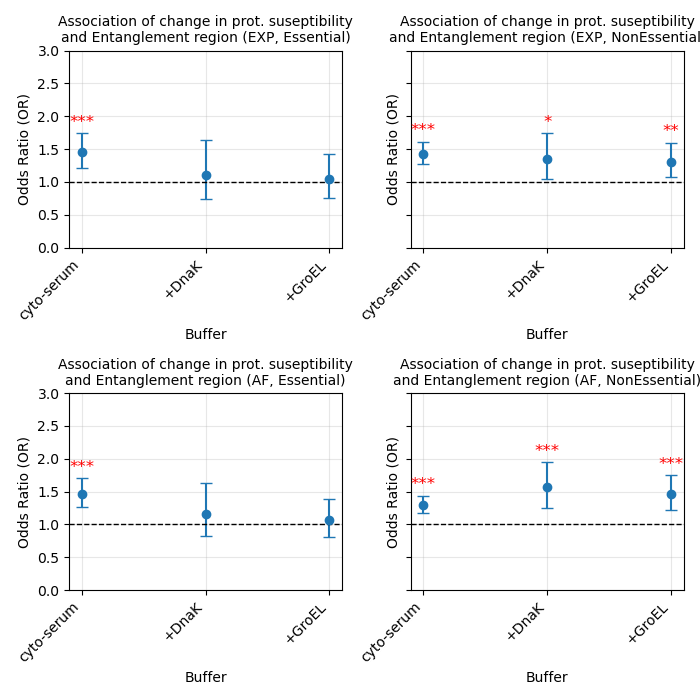 Association of change in prot. suseptibility
and Entanglement region (EXP, Essential)
3.0
2.5
2.0
1.5
1.0
0.5
0.0
Odds Ratio (OR)
***
cyto-serum
+DnaK
+GroEL
Buffer
Association of change in prot. suseptibility
and Entanglement region (EXP, NonEssential
Odds Ratio (OR)
***
*
**
cyto-serum
+DnaK
+GroEL
Buffer
Association of change in prot. suseptibility
and Entanglement region (AF, Essential)
3.0
2.5
2.0
1.5
1.0
0.5
0.0
Odds Ratio (OR)
***
cyto-serum
+DnaK
+GroEL
Buffer
Association of change in prot. suseptibility
and Entanglement region (AF, NonEssential)
Odds Ratio (OR)
***
***
***
cyto-serum
+DnaK
+GroEL
Buffer